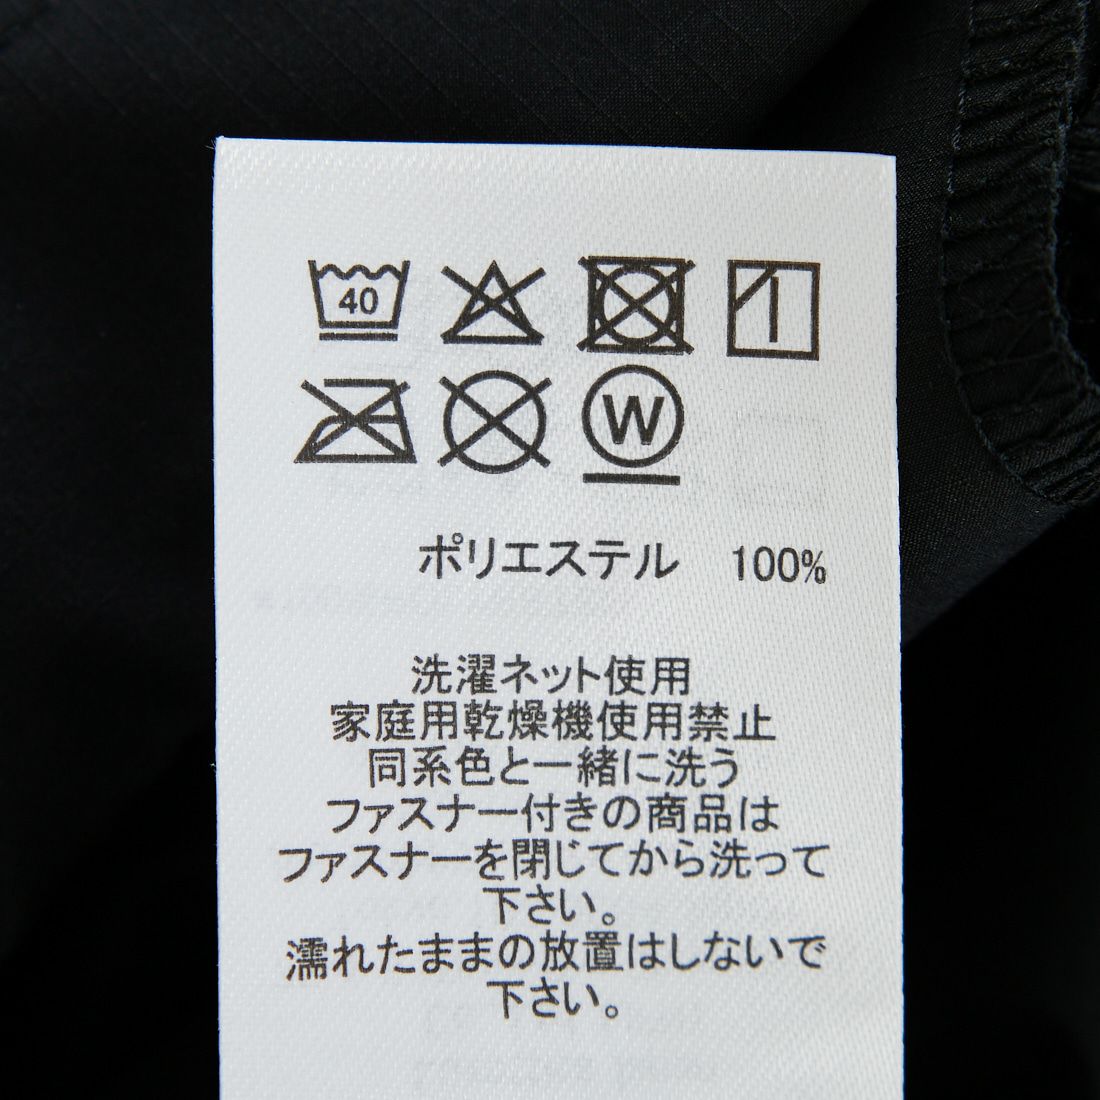 40
W
ポリエステル 100%
洗濯ネット使用
家庭用乾燥機使用禁止
同系色と一緒に洗う
ファスナー付きの商品は
ファスナーを閉じてから洗って
下さい。
濡れたままの放置はしないで
下さい。